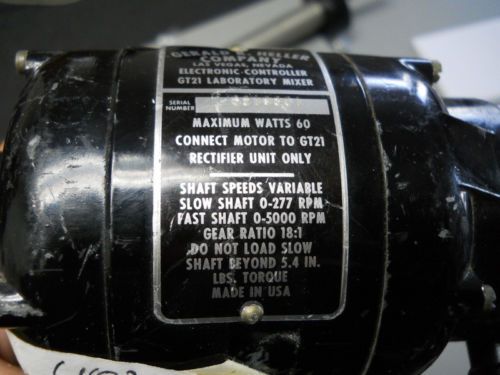 GERALD K. HELLER
COMPANY
LAS VEGAS, NEVADA
ELECTRONIC-CONTROLLER
GT21 LABORATORY MIXER
SERIAL
NUMBER
MAXIMUM WATTS 60
CONNECT MOTOR TO GT21
RECTIFIER UNIT ONLY
SHAFT SPEEDS VARIABLE
SLOW SHAFT 0-277 RPM
FAST SHAFT 0-5000 RPM
GEAR RATIO 18:1
DO NOT LOAD SLOW
SHAFT BEYOND 5.4 IN.
LBS. TORQUE
MADE IN USA